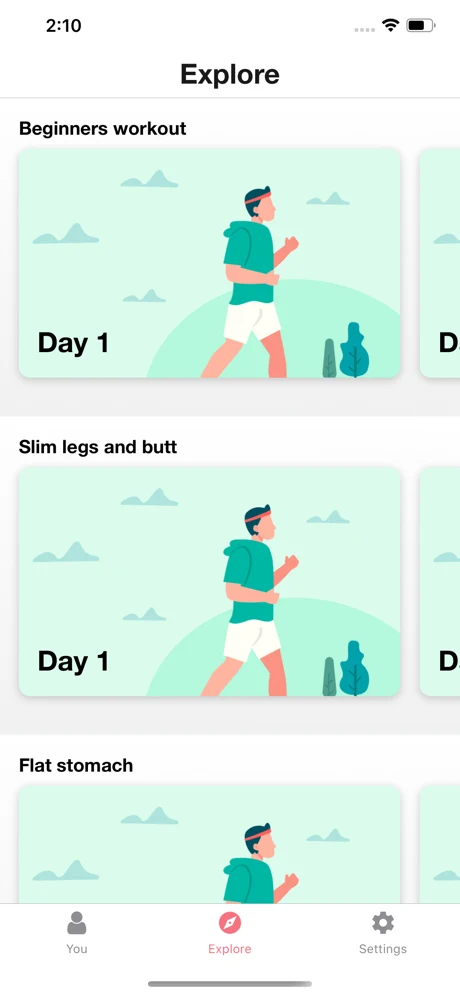 2:10
Explore
Beginners workout
Day 1
D
Slim legs and butt
Day 1
D
Flat stomach
You
Explore
Settings